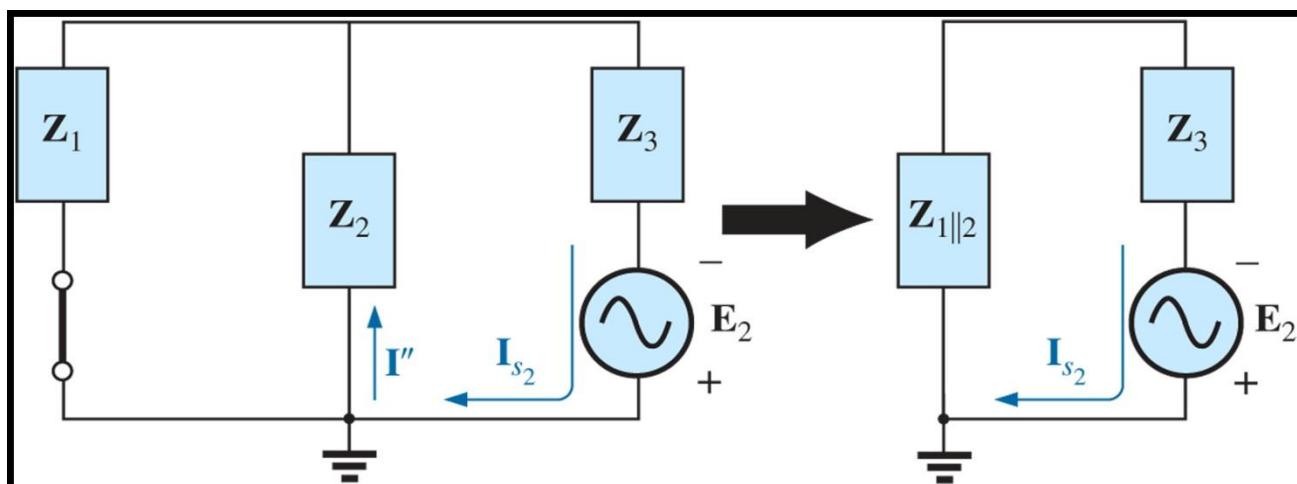 Z₁
Z₂
Z₃
I″
Iₛ₂
−
E₂
+
Z₁||₂
Z₃
Iₛ₂
−
E₂
+